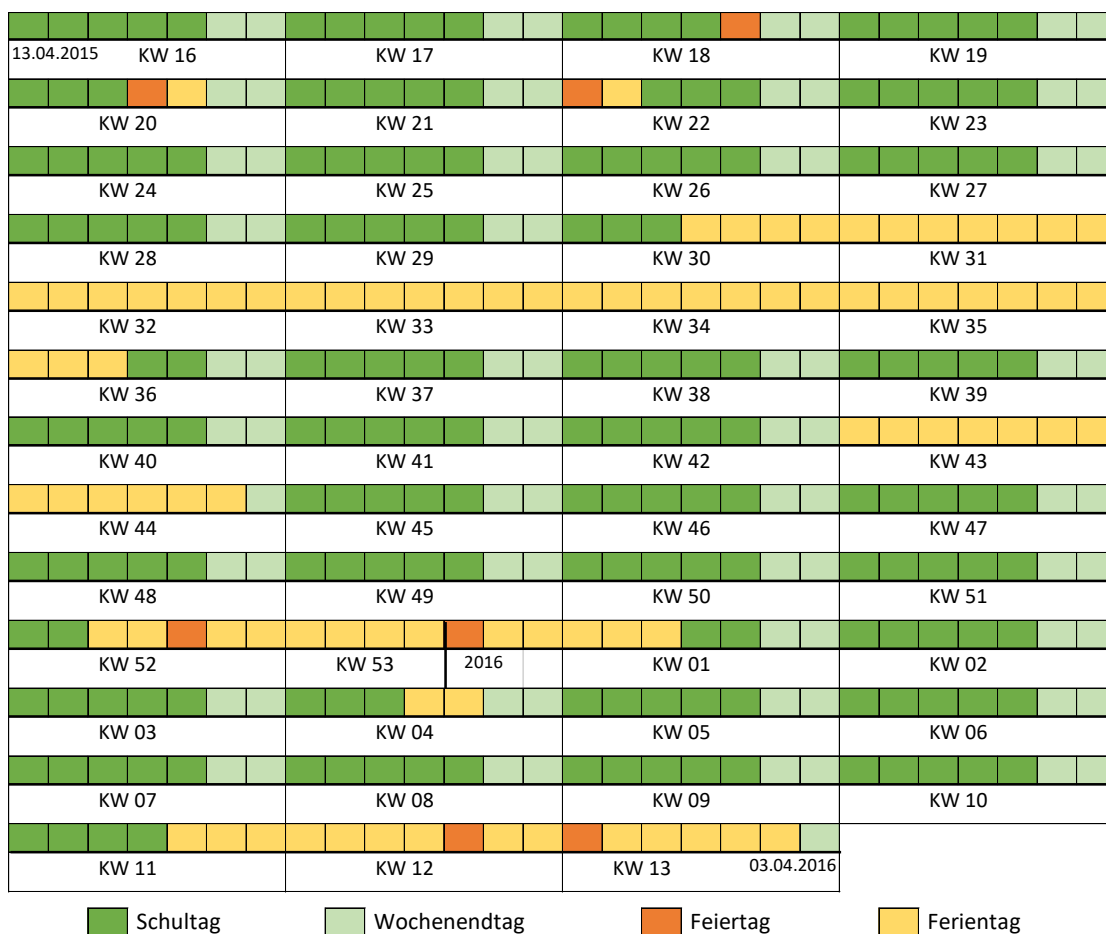 13.04.2015 KW 16 KW 17 KW 18 KW 19
KW 20 KW 21 KW 22 KW 23
KW 24 KW 25 KW 26 KW 27
KW 28 KW 29 KW 30 KW 31
KW 32 KW 33 KW 34 KW 35
KW 36 KW 37 KW 38 KW 39
KW 40 KW 41 KW 42 KW 43
KW 44 KW 45 KW 46 KW 47
KW 48 KW 49 KW 50 KW 51
KW 52 KW 53 2016 KW 01 KW 02
KW 03 KW 04 KW 05 KW 06
KW 07 KW 08 KW 09 KW 10
KW 11 KW 12 KW 13 03.04.2016
Schultag Wochenendtag Feiertag Ferientag